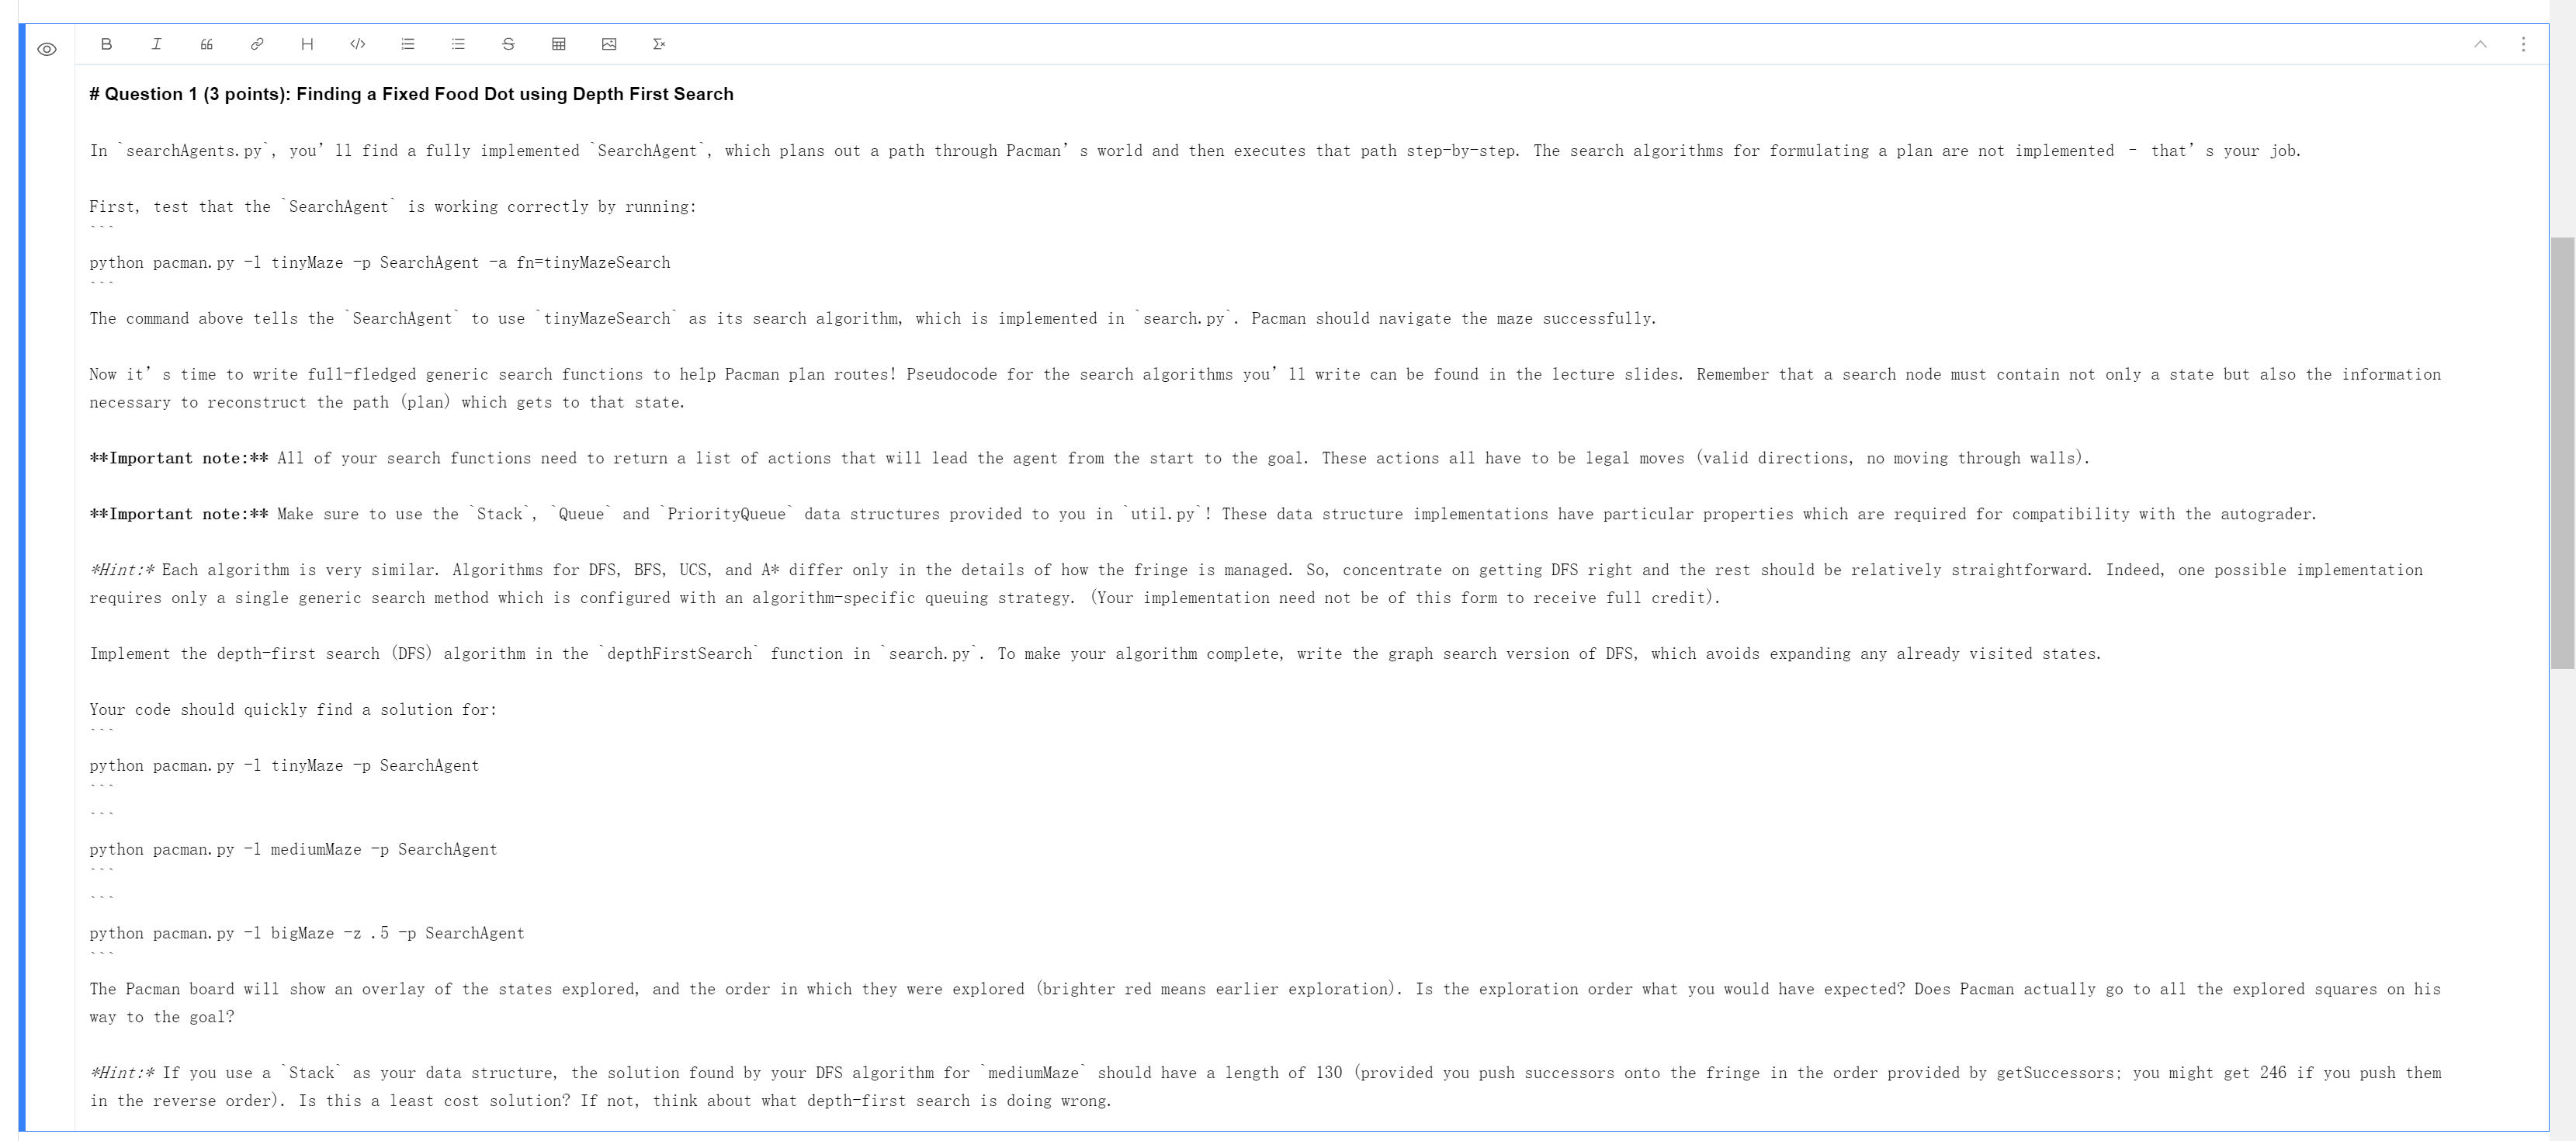 # Question 1 (3 points): Finding a Fixed Food Dot using Depth First Search
In `searchAgents.py`, you’ll find a fully implemented `SearchAgent`, which plans out a path through Pacman’s world and then executes that path step-by-step. The search algorithms for formulating a plan are not implemented – that’s your job.
First, test that the `SearchAgent` is working correctly by running:
```
python pacman.py -l tinyMaze -p SearchAgent -a fn=tinyMazeSearch
```
The command above tells the `SearchAgent` to use `tinyMazeSearch` as its search algorithm, which is implemented in `search.py`. Pacman should navigate the maze successfully.
Now it’s time to write full-fledged generic search functions to help Pacman plan routes! Pseudocode for the search algorithms you’ll write can be found in the lecture slides. Remember that a search node must contain not only a state but also the information
necessary to reconstruct the path (plan) which gets to that state.
**Important note:** All of your search functions need to return a list of actions that will lead the agent from the start to the goal. These actions all have to be legal moves (valid directions, no moving through walls).
**Important note:** Make sure to use the `Stack`, `Queue` and `PriorityQueue` data structures provided to you in `util.py`! These data structure implementations have particular properties which are required for compatibility with the autograder.
*Hint:* Each algorithm is very similar. Algorithms for DFS, BFS, UCS, and A* differ only in the details of how the fringe is managed. So, concentrate on getting DFS right and the rest should be relatively straightforward. Indeed, one possible implementation
requires only a single generic search method which is configured with an algorithm-specific queuing strategy. (Your implementation need not be of this form to receive full credit).
Implement the depth-first search (DFS) algorithm in the `depthFirstSearch` function in `search.py`. To make your algorithm complete, write the graph search version of DFS, which avoids expanding any already visited states.
Your code should quickly find a solution for:
```
python pacman.py -l tinyMaze -p SearchAgent
```
```
python pacman.py -l mediumMaze -p SearchAgent
```
```
python pacman.py -l bigMaze -z .5 -p SearchAgent
```
The Pacman board will show an overlay of the states explored, and the order in which they were explored (brighter red means earlier exploration). Is the exploration order what you would have expected? Does Pacman actually go to all the explored squares on his
way to the goal?
*Hint:* If you use a `Stack` as your data structure, the solution found by your DFS algorithm for `mediumMaze` should have a length of 130 (provided you push successors onto the fringe in the order provided by getSuccessors; you might get 246 if you push them
in the reverse order). Is this a least cost solution? If not, think about what depth-first search is doing wrong.